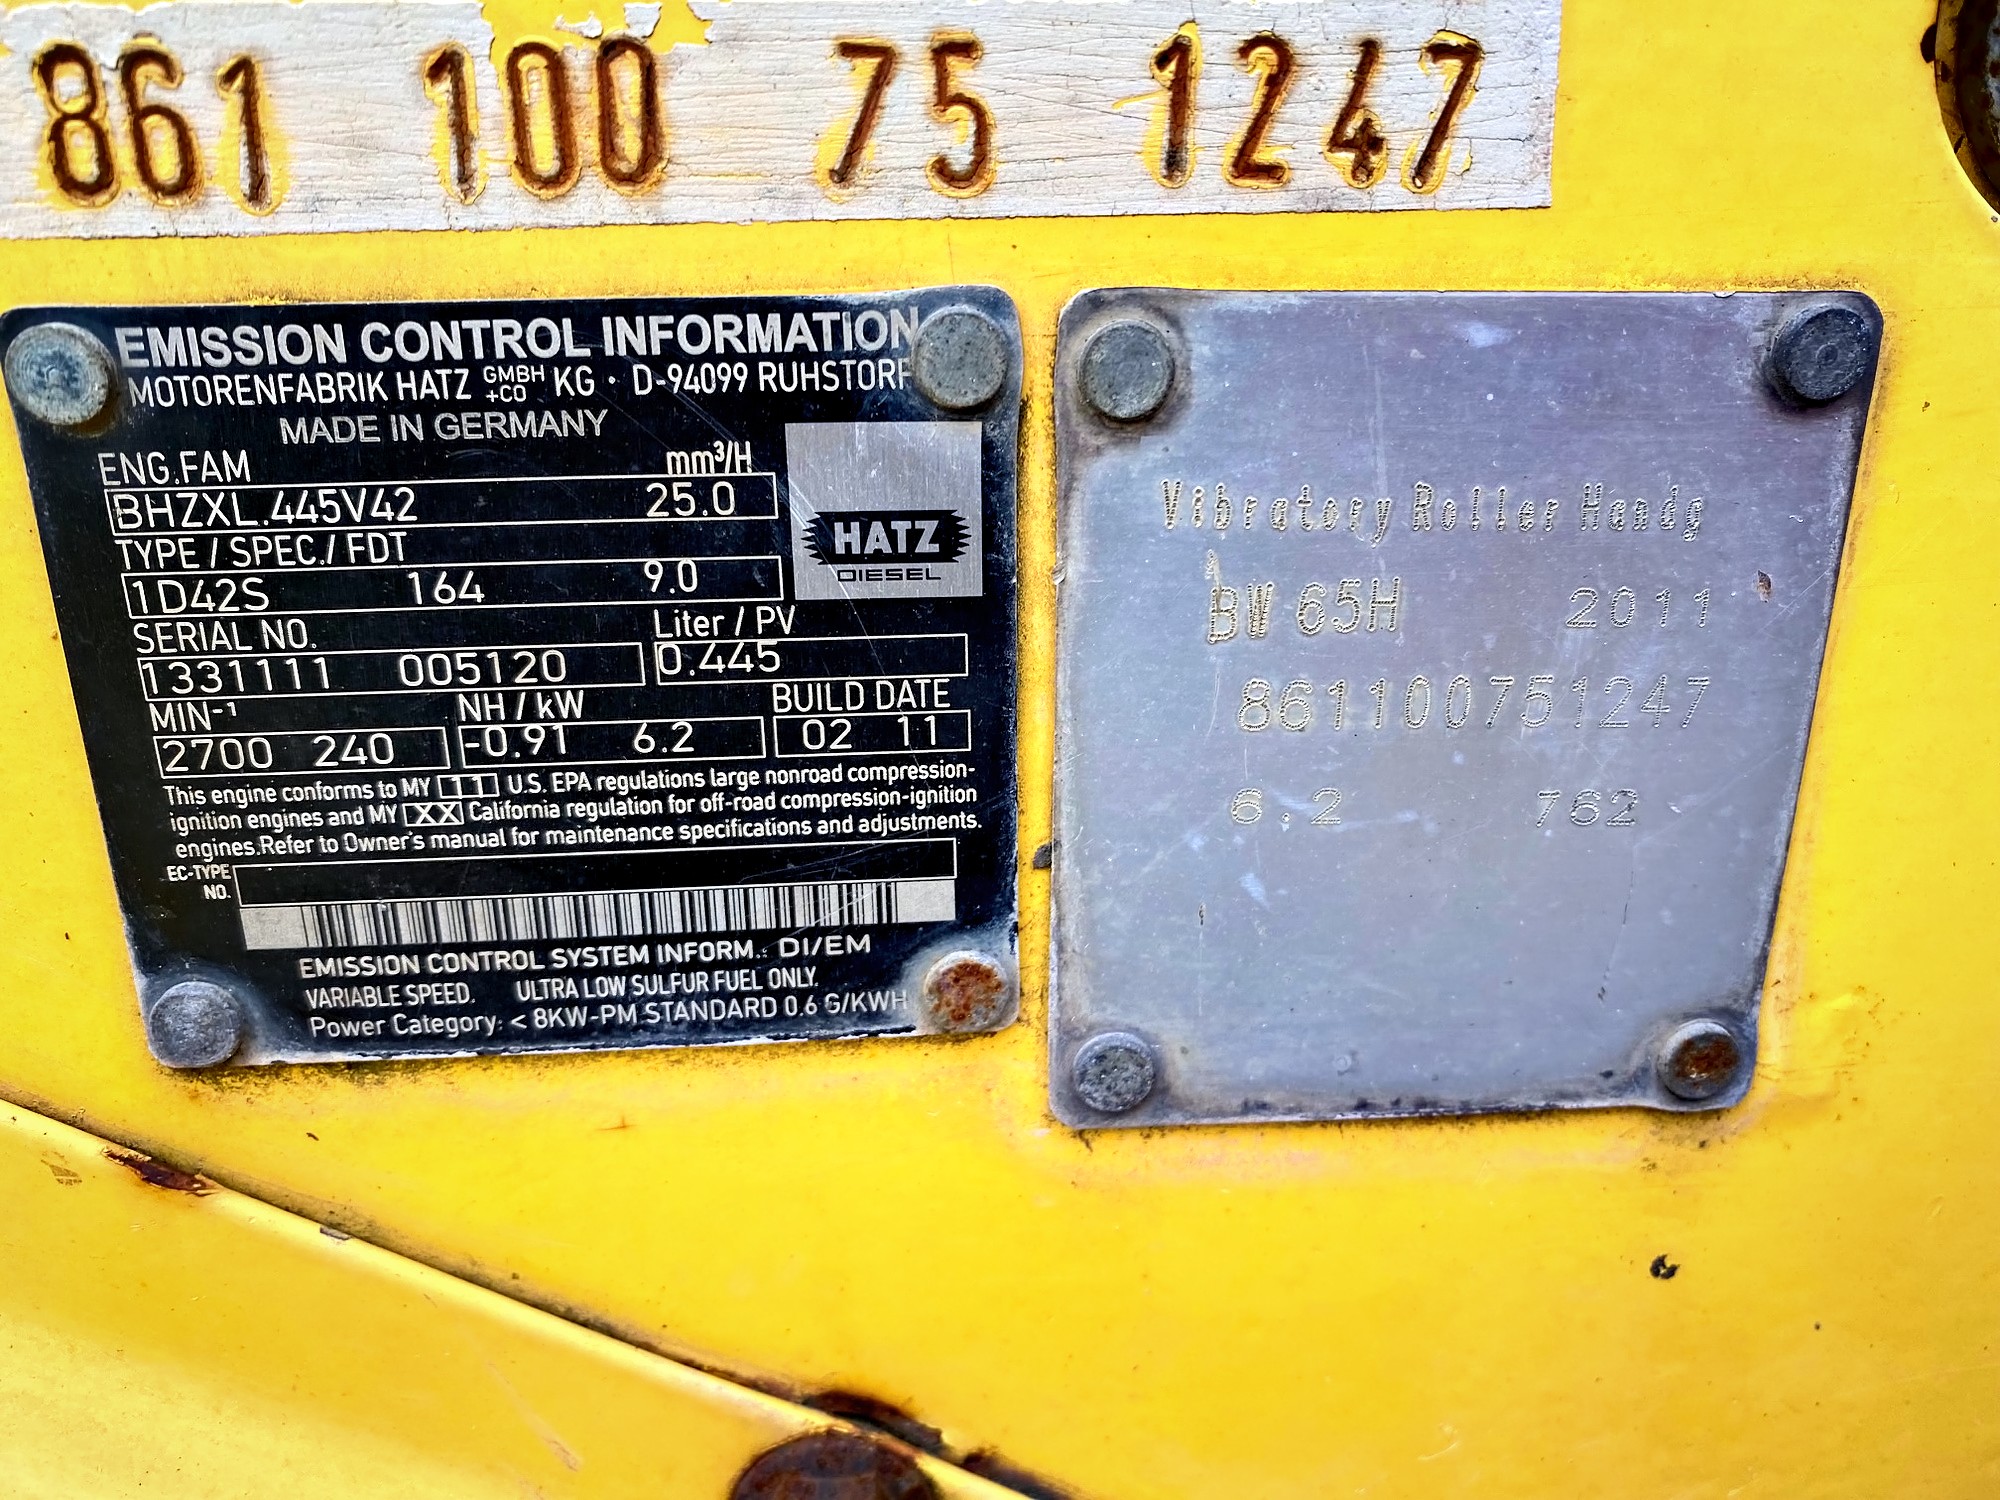 861 100 75 1247
EMISSION CONTROL INFORMATION
MOTORENFABRIK HATZ GMBH +CO KG · D-94099 RUHSTORF
MADE IN GERMANY
ENG.FAM mm³/H
BHZXL.445V42 25.0
TYPE / SPEC./ FDT
1D42S 164 9.0
SERIAL NO. Liter / PV
1331111 005120 0.445
MIN⁻¹ NH / kW BUILD DATE
2700 240 -0.91 6.2 02 11
This engine conforms to MY 11 U.S. EPA regulations large nonroad compression-
ignition engines and MY XX California regulation for off-road compression-ignition
engines.Refer to Owner's manual for maintenance specifications and adjustments.
EC-TYPE
NO.
EMISSION CONTROL SYSTEM INFORM.: DI/EM
VARIABLE SPEED. ULTRA LOW SULFUR FUEL ONLY.
Power Category: < 8KW-PM STANDARD 0.6 G/KWH
HATZ
DIESEL
Vibratory Roller Handg
BW 65H 2011
861100751247
6.2 762